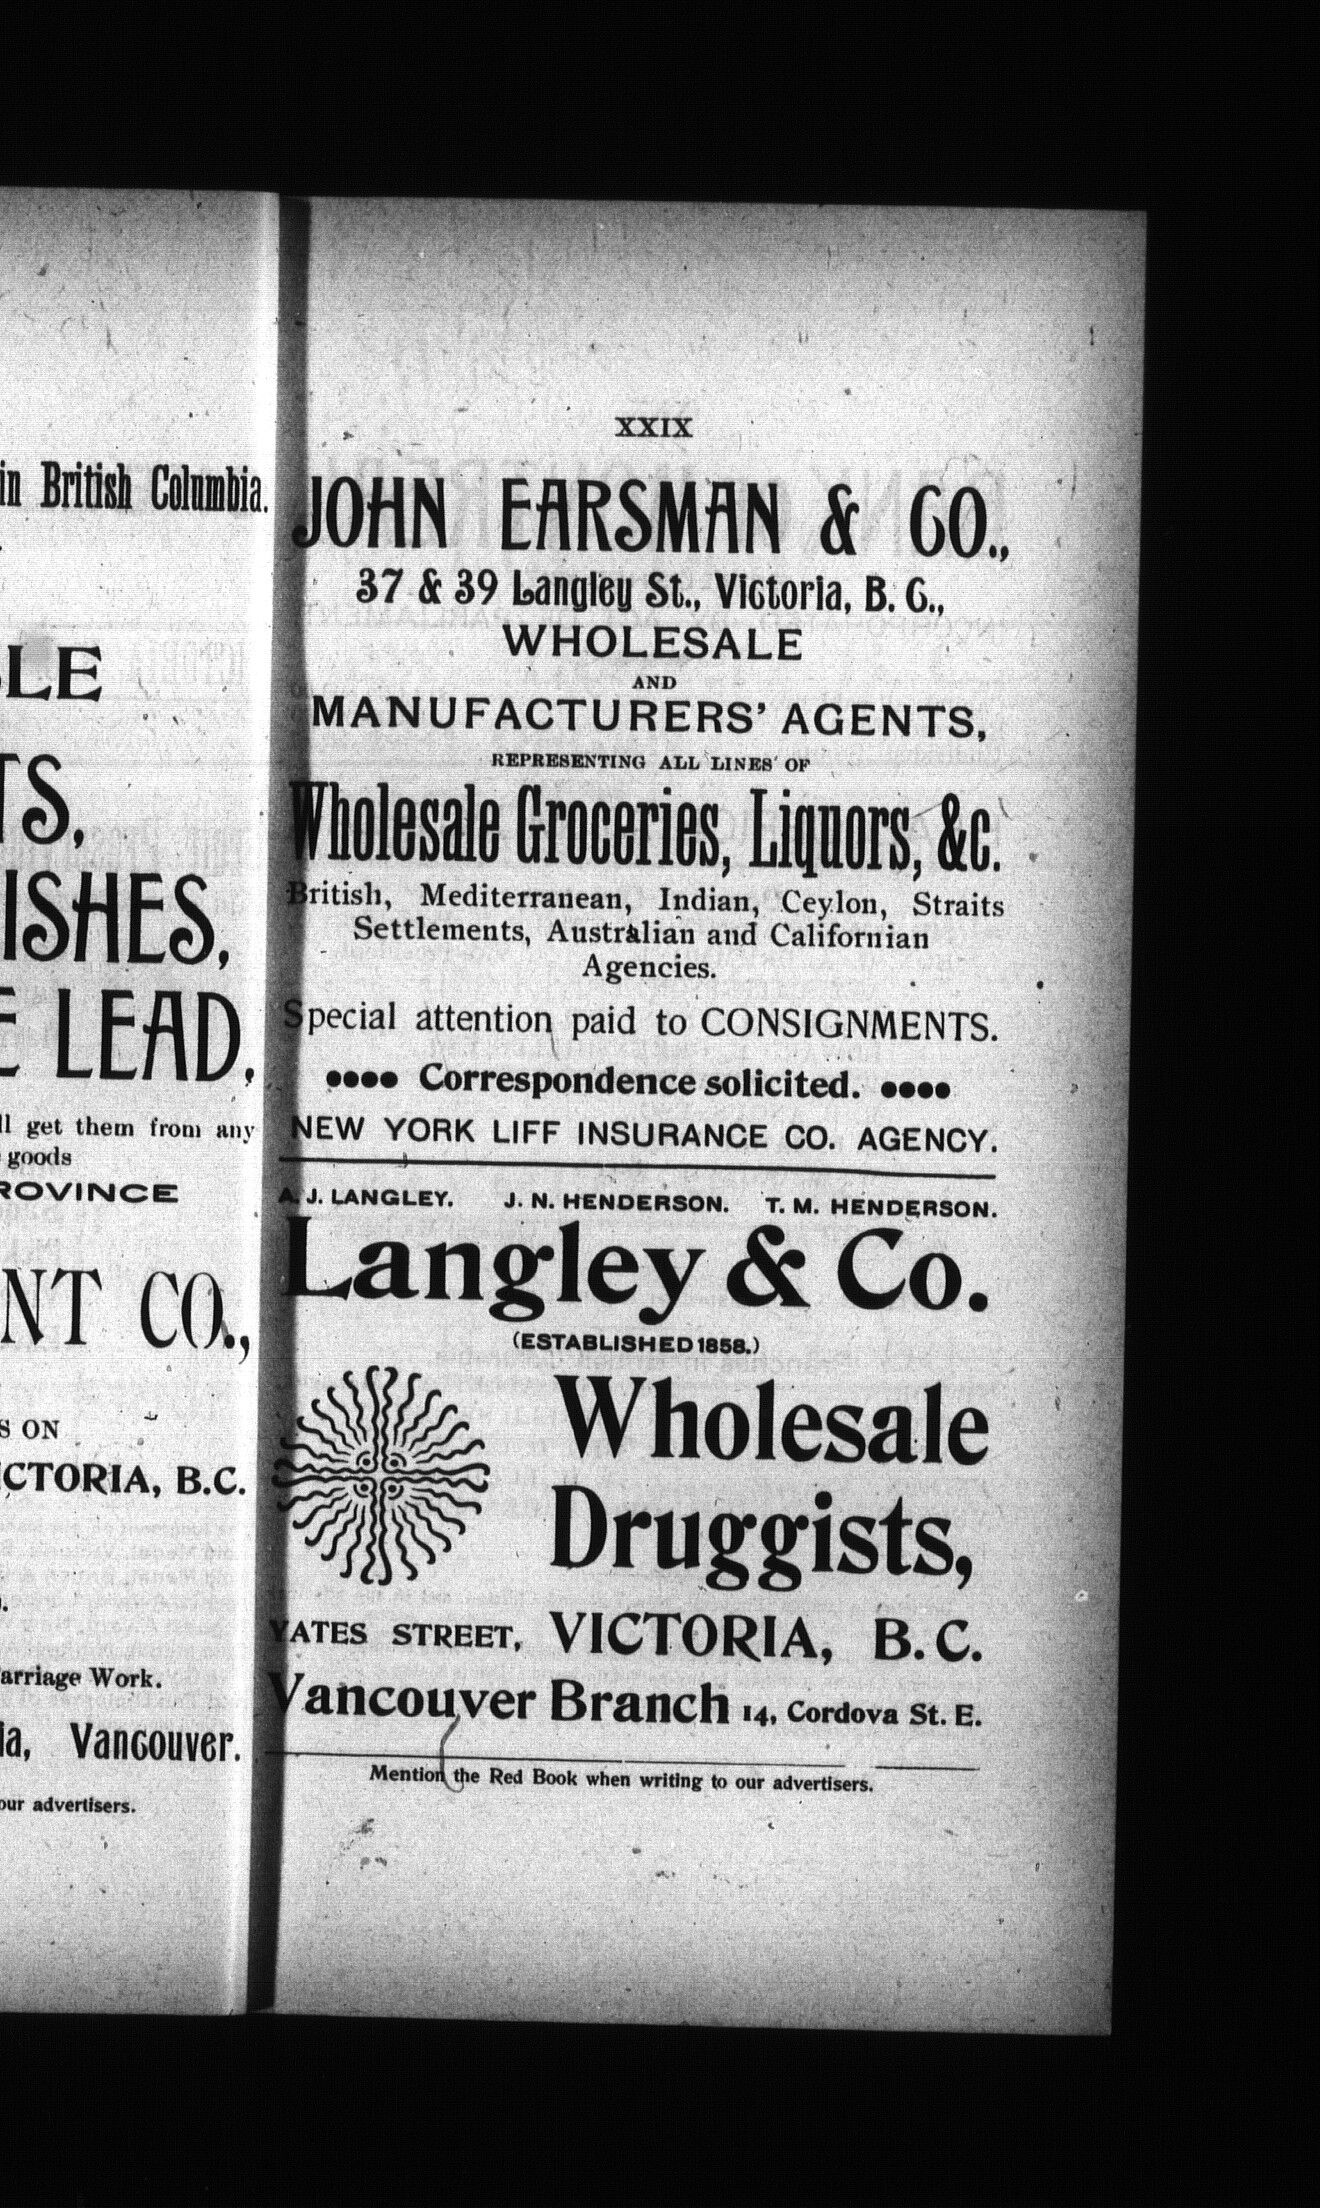 in British Columbia.
LE
TS,
ISHES,
E LEAD,
ll get them from any
goods
ROVINCE
NT CO.,
S ON
ICTORIA, B.C.
arriage Work.
ia, Vancouver.
our advertisers.
XXIX
JOHN EARSMAN & CO.,
37 & 39 Langley St., Victoria, B. C.,
WHOLESALE
AND
MANUFACTURERS' AGENTS,
REPRESENTING ALL LINES OF
Wholesale Groceries, Liquors, &c.
British, Mediterranean, Indian, Ceylon, Straits
Settlements, Australian and Californian
Agencies.
Special attention paid to CONSIGNMENTS.
•••• Correspondence solicited. ••••
NEW YORK LIFF INSURANCE CO. AGENCY.
A. J. LANGLEY. J. N. HENDERSON. T. M. HENDERSON.
Langley & Co.
(ESTABLISHED 1858.)
Wholesale
Druggists,
YATES STREET, VICTORIA, B. C.
Vancouver Branch 14, Cordova St. E.
Mention the Red Book when writing to our advertisers.